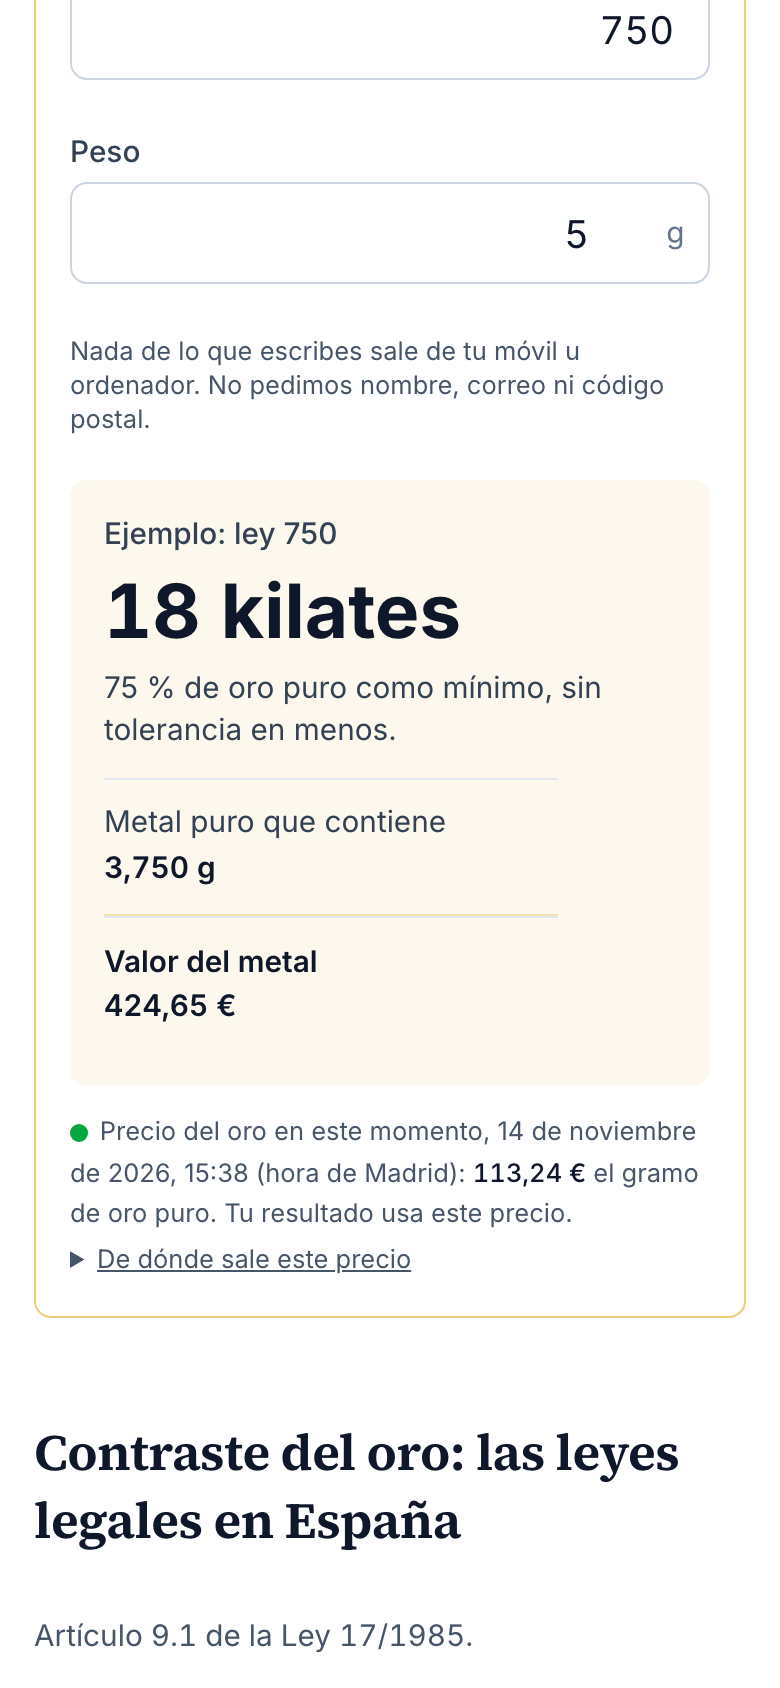 750
Peso
5 g
Nada de lo que escribes sale de tu móvil u
ordenador. No pedimos nombre, correo ni código
postal.
Ejemplo: ley 750
18 kilates
75 % de oro puro como mínimo, sin
tolerancia en menos.
Metal puro que contiene
3,750 g
Valor del metal
424,65 €
Precio del oro en este momento, 14 de noviembre
de 2026, 15:38 (hora de Madrid): 113,24 € el gramo
de oro puro. Tu resultado usa este precio.
De dónde sale este precio
Contraste del oro: las leyes
legales en España
Artículo 9.1 de la Ley 17/1985.